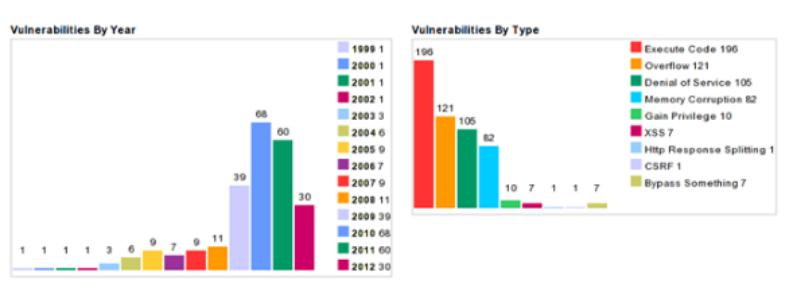 Vulnerabilities By Year
1 1 1 1 3 6 9 7 9 11 39 68 60 30
1999 1
2000 1
2001 1
2002 1
2003 3
2004 6
2005 9
2006 7
2007 9
2008 11
2009 39
2010 68
2011 60
2012 30
Vulnerabilities By Type
196 121 105 82 10 7 1 1 7
Execute Code 196
Overflow 121
Denial of Service 105
Memory Corruption 82
Gain Privilege 10
XSS 7
Http Response Splitting 1
CSRF 1
Bypass Something 7